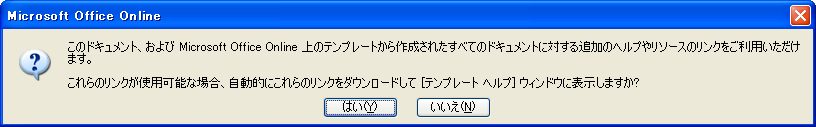 Microsoft Office Online
このドキュメント、および Microsoft Office Online 上のテンプレートから作成されたすべてのドキュメントに対する追加のヘルプやリソースのリンクをご利用いただけ
ます。
これらのリンクが使用可能な場合、自動的にこれらのリンクをダウンロードして [テンプレート ヘルプ] ウィンドウに表示しますか?
はい(Y) いいえ(N)